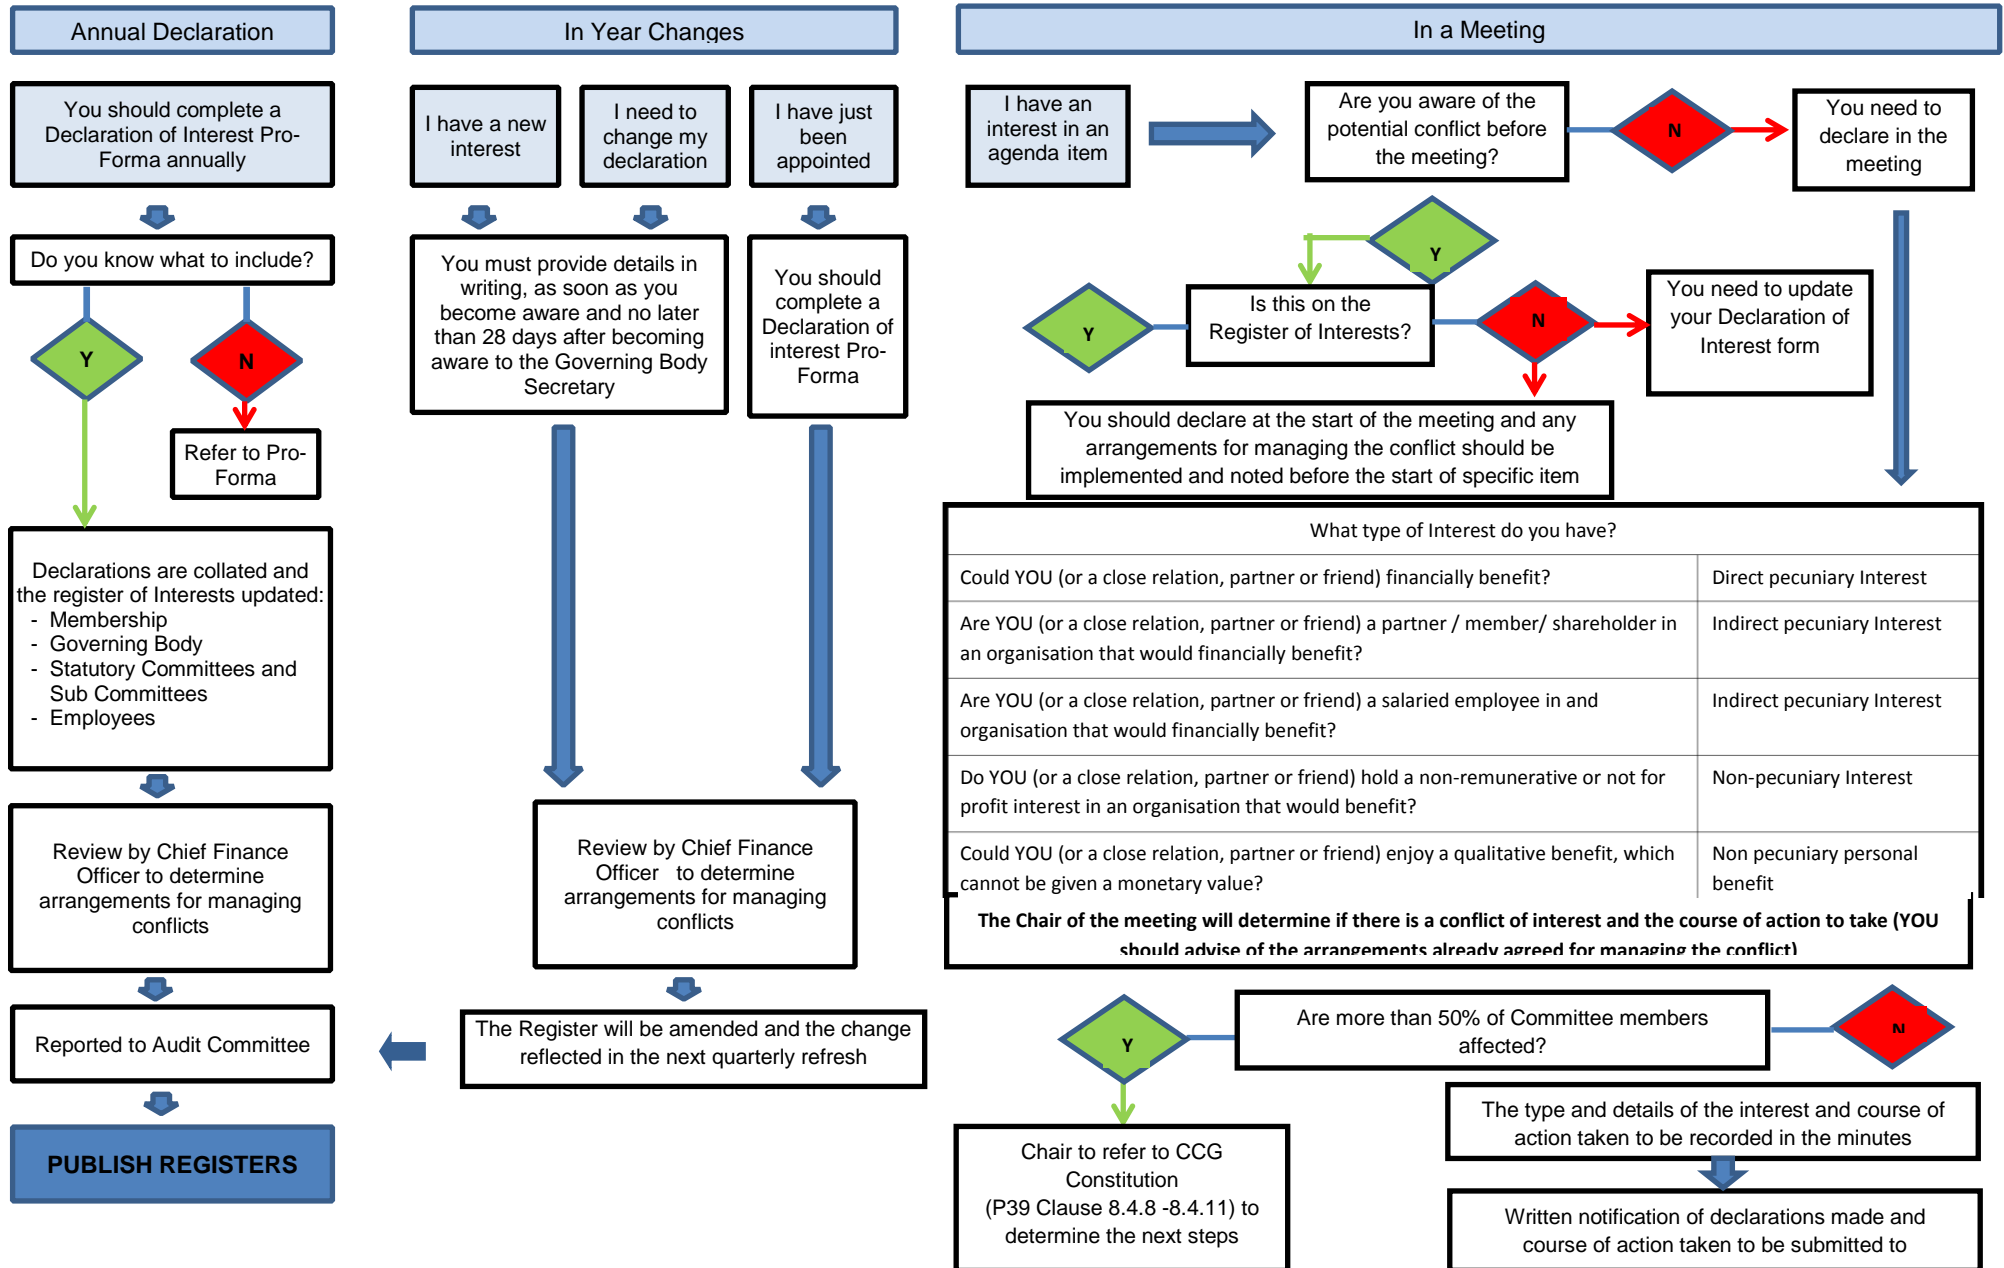 Annual Declaration
You should complete a
Declaration of Interest Pro-
Forma annually
Do you know what to include?
Y
N
Refer to Pro-
Forma
Declarations are collated and
the register of Interests updated:
- Membership
- Governing Body
- Statutory Committees and
Sub Committees
- Employees
Review by Chief Finance
Officer to determine
arrangements for managing
conflicts
Reported to Audit Committee
PUBLISH REGISTERS
In Year Changes
I have a new
interest
I need to
change my
declaration
I have just
been
appointed
You must provide details in
writing, as soon as you
become aware and no later
than 28 days after becoming
aware to the Governing Body
Secretary
You should
complete a
Declaration of
interest Pro-
Forma
Review by Chief Finance
Officer to determine
arrangements for managing
conflicts
The Register will be amended and the change
reflected in the next quarterly refresh
In a Meeting
I have an
interest in an
agenda item
Are you aware of the
potential conflict before
the meeting?
N
You need to
declare in the
meeting
Y
Y
Is this on the
Register of Interests?
N
You need to update
your Declaration of
Interest form
You should declare at the start of the meeting and any
arrangements for managing the conflict should be
implemented and noted before the start of specific item
What type of Interest do you have?
Could YOU (or a close relation, partner or friend) financially benefit?
Direct pecuniary Interest
Are YOU (or a close relation, partner or friend) a partner / member/ shareholder in
an organisation that would financially benefit?
Indirect pecuniary Interest
Are YOU (or a close relation, partner or friend) a salaried employee in and
organisation that would financially benefit?
Indirect pecuniary Interest
Do YOU (or a close relation, partner or friend) hold a non-remunerative or not for
profit interest in an organisation that would benefit?
Non-pecuniary Interest
Could YOU (or a close relation, partner or friend) enjoy a qualitative benefit, which
cannot be given a monetary value?
Non pecuniary personal
benefit
The Chair of the meeting will determine if there is a conflict of interest and the course of action to take (YOU
should advise of the arrangements already agreed for managing the conflict)
Y
Are more than 50% of Committee members
affected?
N
Chair to refer to CCG
Constitution
(P39 Clause 8.4.8 -8.4.11) to
determine the next steps
The type and details of the interest and course of
action taken to be recorded in the minutes
Written notification of declarations made and
course of action taken to be submitted to